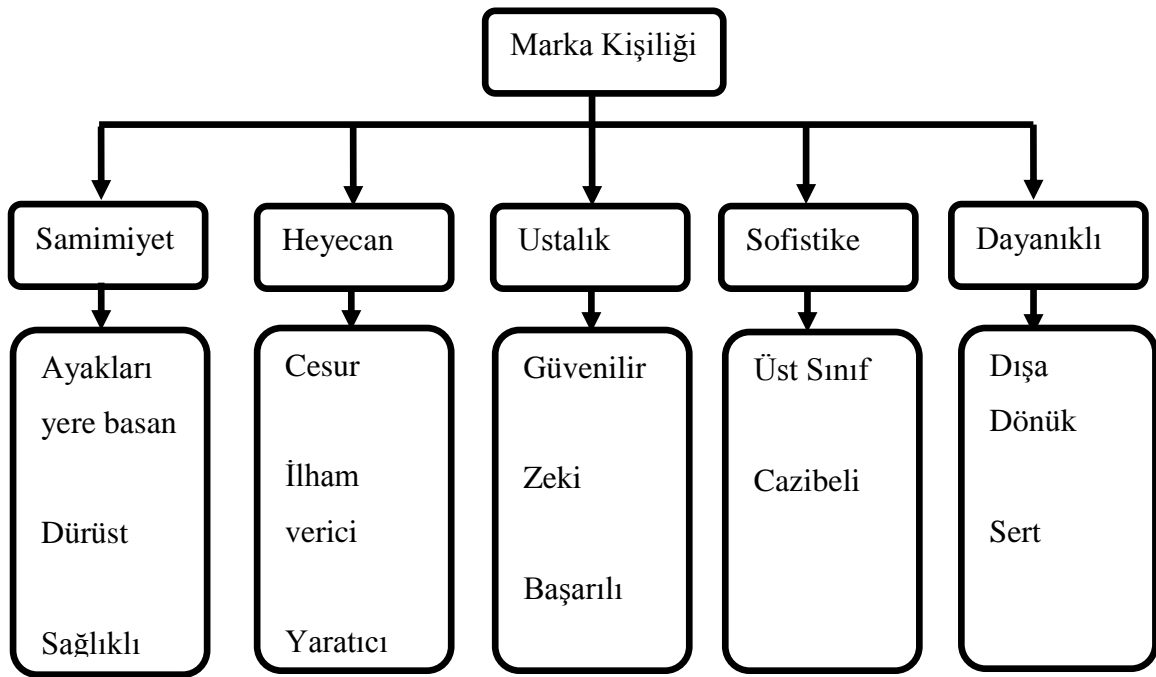 Marka Kişiliği
Samimiyet
Heyecan
Ustalık
Sofistike
Dayanıklı
Ayakları
yere basan
Dürüst
Sağlıklı
Cesur
İlham
verici
Yaratıcı
Güvenilir
Zeki
Başarılı
Üst Sınıf
Cazibeli
Dışa
Dönük
Sert